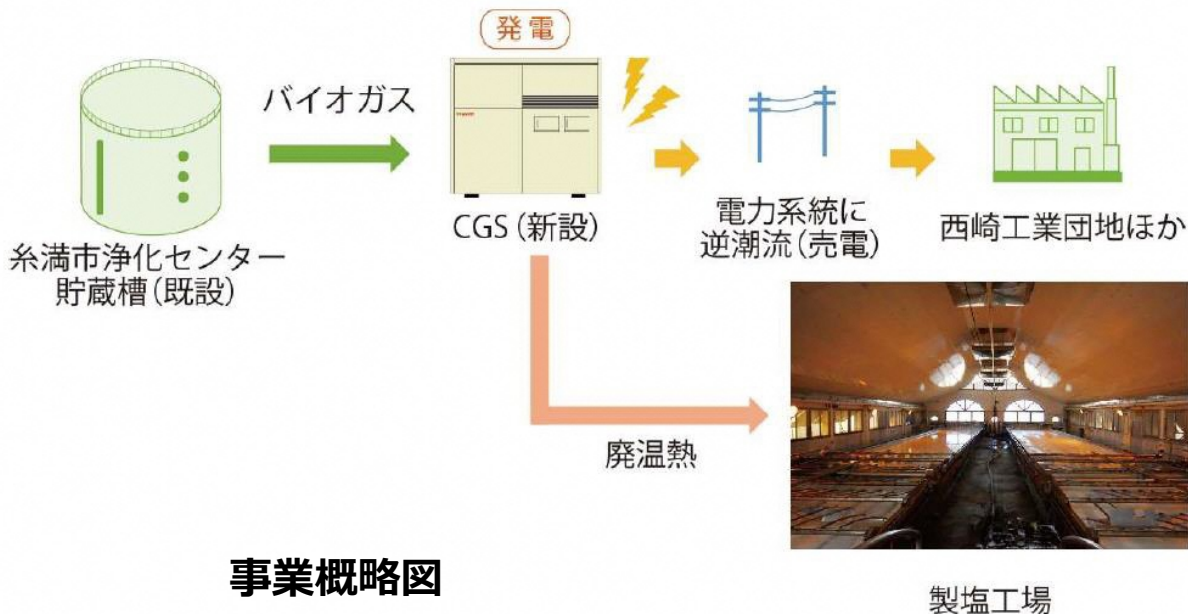 発電
バイオガス
糸満市浄化センター
貯蔵槽(既設)
CGS(新設)
電力系統に
逆潮流(売電)
西崎工業団地ほか
廃温熱
製塩工場
事業概略図